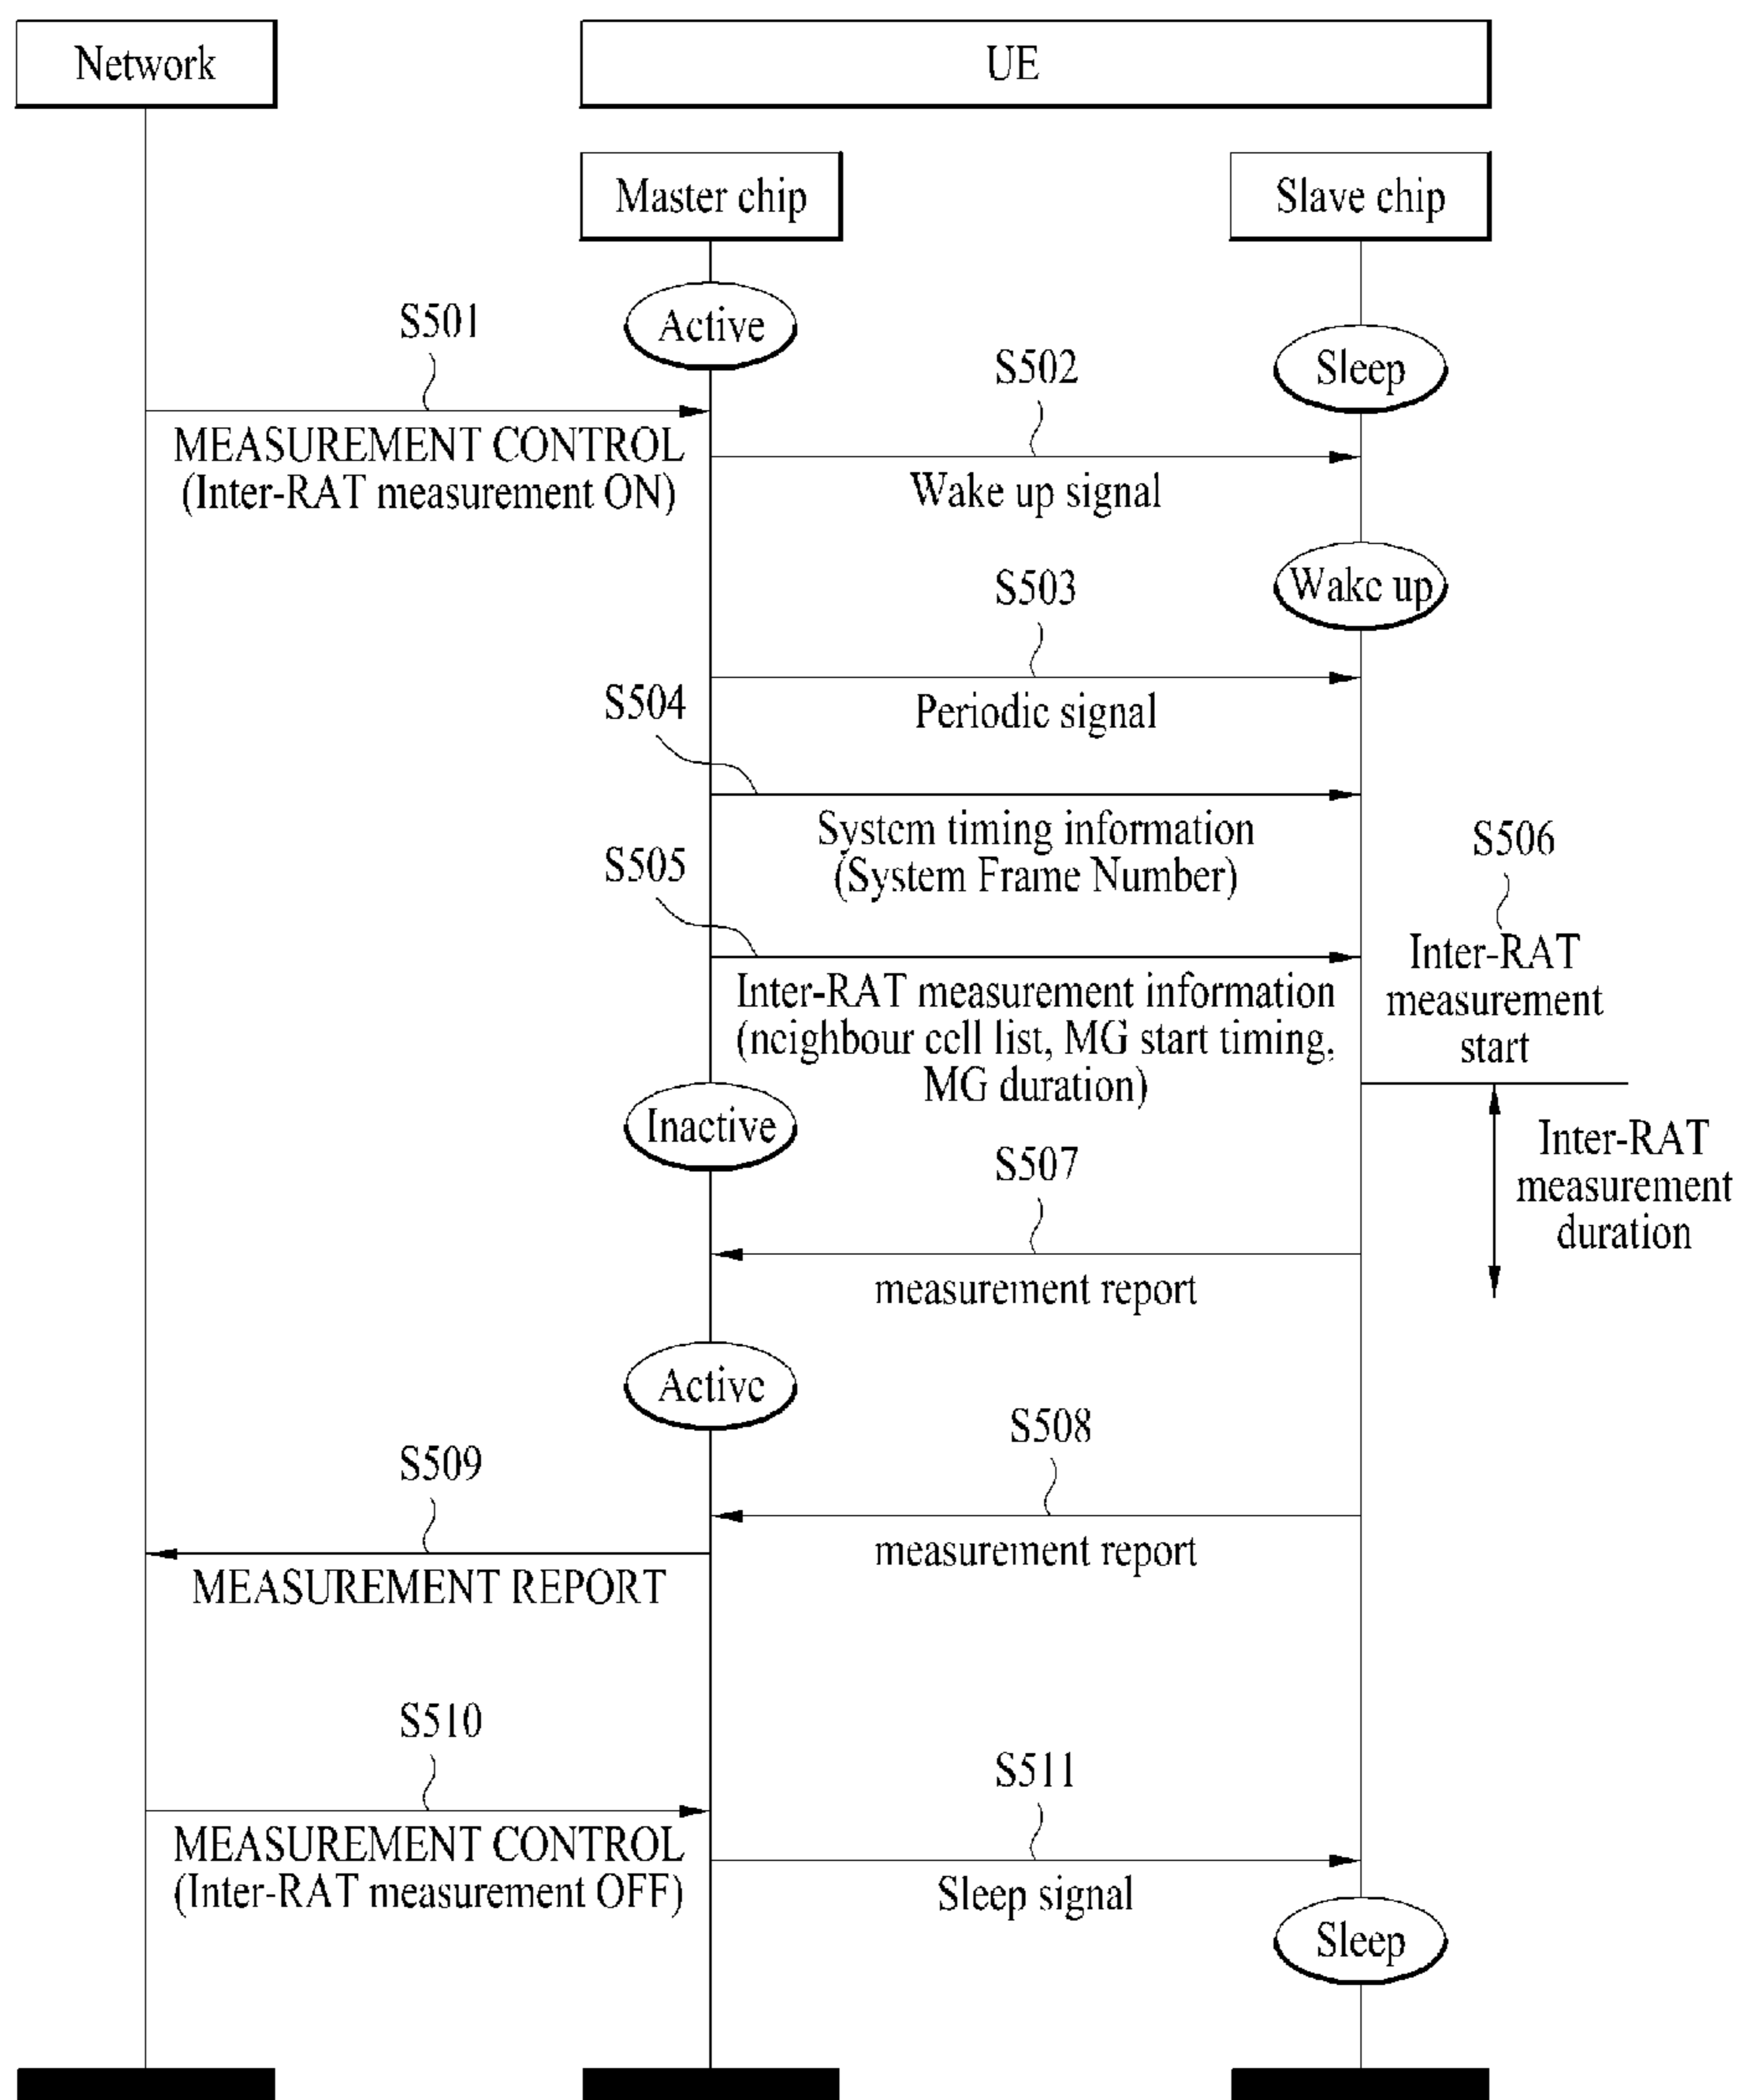 Network
UE
Master chip
Slave chip
Active
Sleep
S501
MEASUREMENT CONTROL
(Inter-RAT measurement ON)
S502
Wake up signal
Wake up
S503
Periodic signal
S504
System timing information
(System Frame Number)
S505
Inter-RAT measurement information
(neighbour cell list, MG start timing,
MG duration)
S506
Inter-RAT
measurement
start
Inactive
Inter-RAT
measurement
duration
S507
measurement report
Active
S508
measurement report
S509
MEASUREMENT REPORT
S510
MEASUREMENT CONTROL
(Inter-RAT measurement OFF)
S511
Sleep signal
Sleep